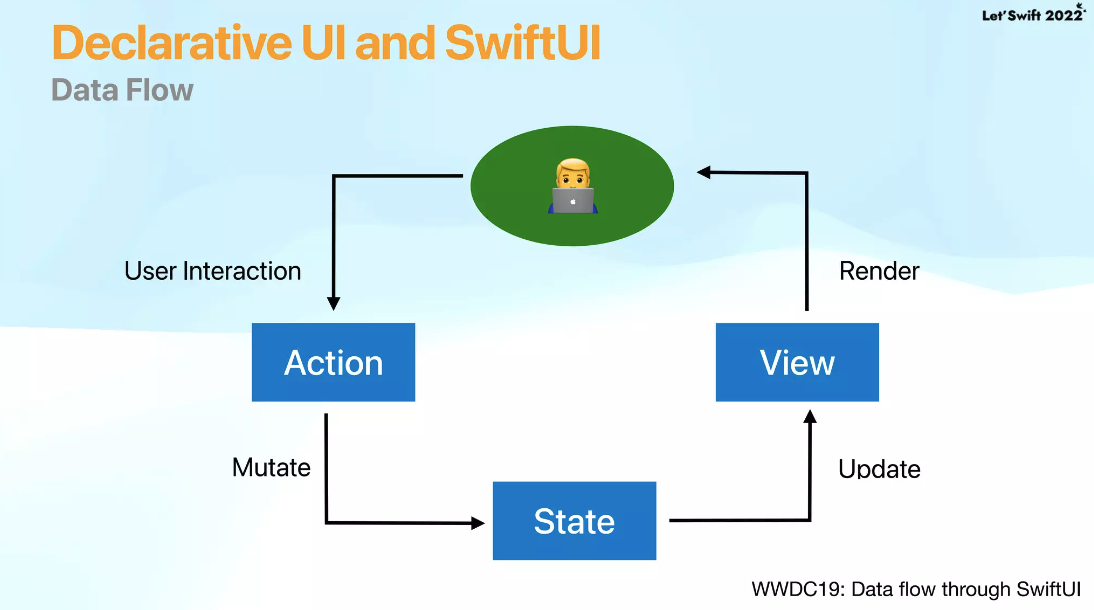 Let'Swift 2022
Declarative UI and SwiftUI
Data Flow
User Interaction
Render
Action
View
Mutate
Update
State
WWDC19: Data flow through SwiftUI